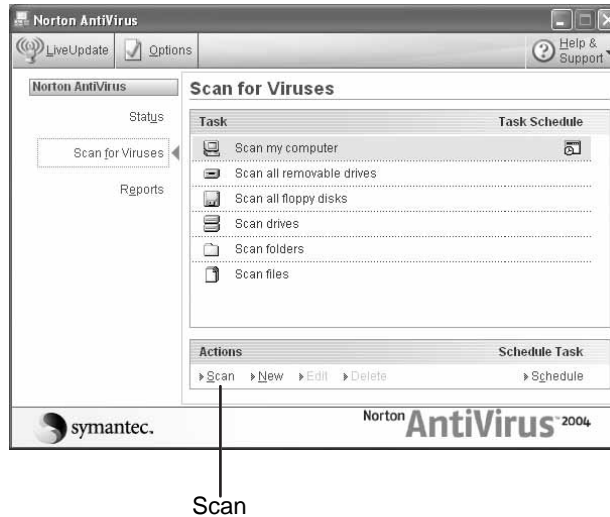 Norton AntiVirus
LiveUpdate Options Help & Support
Norton AntiVirus
Status
Scan for Viruses
Reports
Scan for Viruses
Task Task Schedule
Scan my computer
Scan all removable drives
Scan all floppy disks
Scan drives
Scan folders
Scan files
Actions Schedule Task
Scan New Edit Delete Schedule
symantec. Norton AntiVirus 2004
Scan